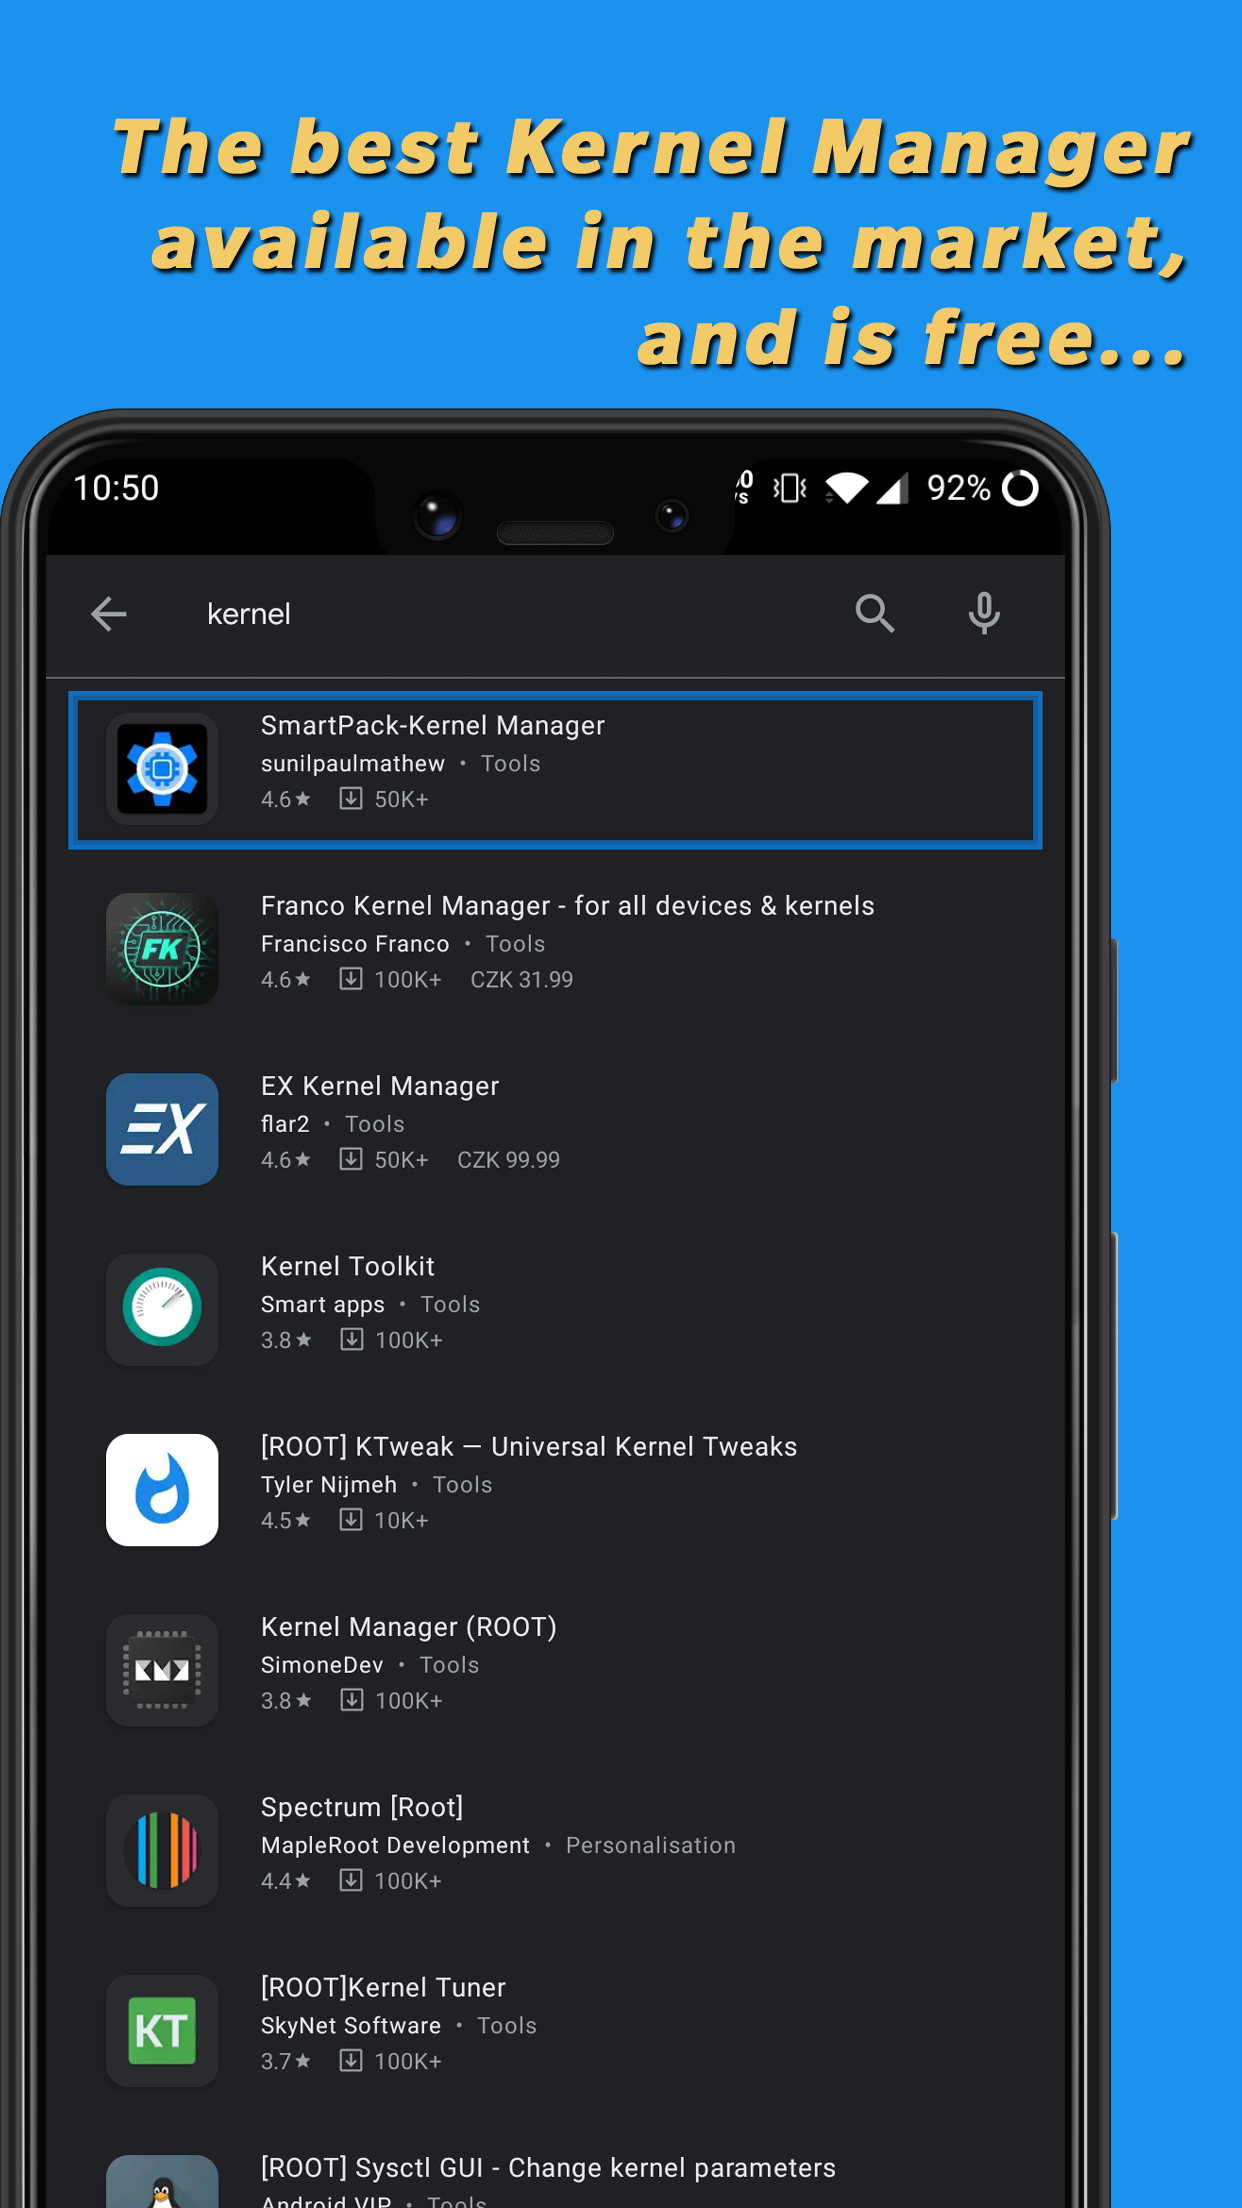 The best Kernel Manager
available in the market,
and is free...
10:50
92%
kernel
SmartPack-Kernel Manager
sunilpaulmathew • Tools
4.6★ 50K+
FK
Franco Kernel Manager - for all devices & kernels
Francisco Franco • Tools
4.6★ 100K+ CZK 31.99
EX
EX Kernel Manager
flar2 • Tools
4.6★ 50K+ CZK 99.99
Kernel Toolkit
Smart apps • Tools
3.8★ 100K+
[ROOT] KTweak — Universal Kernel Tweaks
Tyler Nijmeh • Tools
4.5★ 10K+
Kernel Manager (ROOT)
SimoneDev • Tools
3.8★ 100K+
Spectrum [Root]
MapleRoot Development • Personalisation
4.4★ 100K+
KT
[ROOT]Kernel Tuner
SkyNet Software • Tools
3.7★ 100K+
[ROOT] Sysctl GUI - Change kernel parameters
Android VIP • Tools